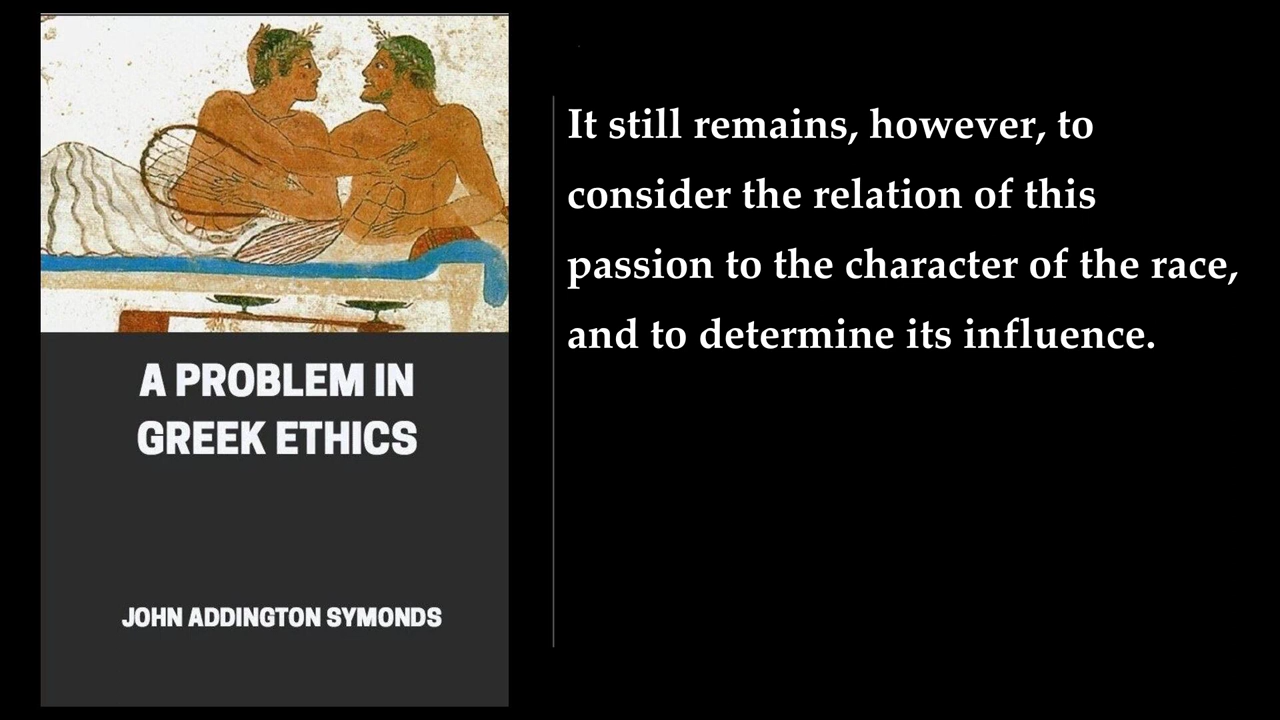 A PROBLEM IN
GREEK ETHICS
JOHN ADDINGTON SYMONDS
It still remains, however, to
consider the relation of this
passion to the character of the race,
and to determine its influence.